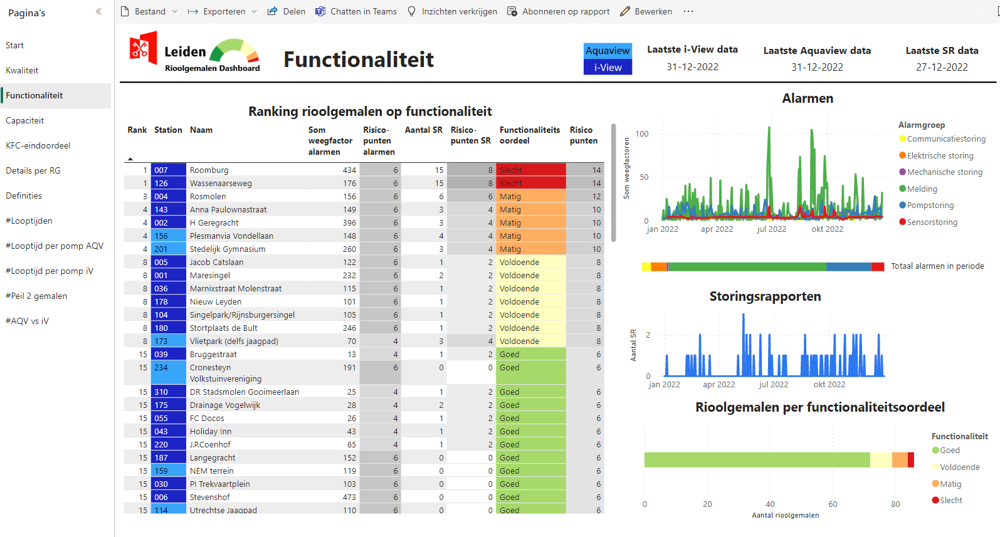 Pagina's
Start
Kwaliteit
Functionaliteit
Capaciteit
KFC-eindoordeel
Details per RG
Definities
#Looptijden
#Looptijd per pomp AQV
#Looptijd per pomp iV
#Peil 2 gemalen
#AQV vs iV
Bestand Exporteren Delen Chatten in Teams Inzichten verkrijgen Abonneren op rapport Bewerken ...
Leiden
Rioolgemalen Dashboard
Functionaliteit
Aquaview
i-View
Laatste i-View data
31-12-2022
Laatste Aquaview data
31-12-2022
Laatste SR data
27-12-2022
Ranking rioolgemalen op functionaliteit
Rank Station Naam Som weegfactor alarmen Risico-punten alarmen Aantal SR Risico-punten SR Functionaliteits oordeel Risico punten
1 007 Roomburg 434 6 15 8 Slecht 14
1 126 Wassenaarseweg 176 6 15 8 Slecht 14
3 004 Rosmolen 156 6 6 6 Matig 12
4 143 Anna Paulownastraat 149 6 3 4 Matig 10
4 002 H Geregracht 396 6 3 4 Matig 10
4 156 Plesmanvia Vondellaan 148 6 4 4 Matig 10
4 201 Stedelijk Gymnasium 260 6 3 4 Matig 10
8 005 Jacob Catslaan 122 6 1 2 Voldoende 8
8 001 Maresingel 232 6 2 2 Voldoende 8
8 036 Marnixstraat Molenstraat 115 6 1 2 Voldoende 8
8 178 Nieuw Leyden 101 6 1 2 Voldoende 8
8 104 Singelpark/Rijnsburgersingel 105 6 1 2 Voldoende 8
8 180 Stortplaats de Bult 246 6 1 2 Voldoende 8
8 173 Vlietpark (delfs jaagpad) 70 4 3 4 Voldoende 8
15 039 Bruggestraat 13 4 1 2 Goed 6
15 234 Cronesteyn 191 6 0 0 Goed 6
Volkstuinvereniging
15 310 DR Stadsmolen Gooimeerlaan 25 4 1 2 Goed 6
15 175 Drainage Vogelwijk 28 4 2 2 Goed 6
15 055 FC Docos 26 4 1 2 Goed 6
15 043 Holiday Inn 43 4 1 2 Goed 6
15 220 J.P.Coenhof 65 4 1 2 Goed 6
15 187 Langegracht 152 6 0 0 Goed 6
15 159 NEM terrein 119 6 0 0 Goed 6
15 030 PI Trekvaartplein 103 6 0 0 Goed 6
15 006 Stevenshof 473 6 0 0 Goed 6
15 114 Utrechtse Jaagpad 110 6 0 0 Goed 6
Alarmen
Som weegfactoren
100
50
0
jan 2022 apr 2022 jul 2022 okt 2022
Alarmgroep
Communicatiestoring
Elektrische storing
Mechanische storing
Melding
Pompstoring
Sensorstoring
Totaal alarmen in periode
Storingsrapporten
Aantal SR
2
0
jan 2022 apr 2022 jul 2022 okt 2022
Rioolgemalen per functionaliteitsoordeel
0 20 40 60 80
Aantal rioolgemalen
Functionaliteit
Goed
Voldoende
Matig
Slecht